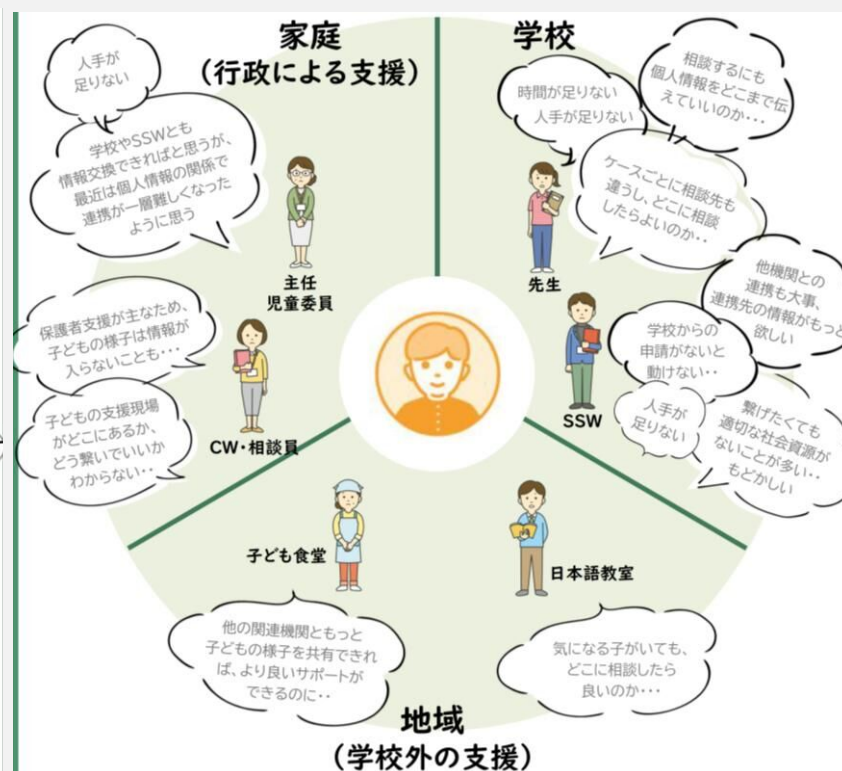 家庭
(行政による支援)
人手が
足りない
学校やSSWとも
情報交換できればと思うが、
最近は個人情報の関係で
連携が一層難しくなった
ように思う
主任
児童委員
保護者支援が主なため、
子どもの様子は情報が
入らないことも・・・
子どもの支援現場
がどこにあるか、
どう繋いでいいか
わからない・・
CW・相談員
学校
時間が足りない
人手が足りない
相談するにも
個人情報をどこまで伝
えていいのか・・・
ケースごとに相談先も
違うし、どこに相談
したらよいのか・・
先生
他機関との
連携も大事、
連携先の情報がもっと
欲しい
学校からの
申請がないと
動けない・・
SSW
人手が
足りない
繋げたくても
適切な社会資源が
ないことが多い・・
もどかしい
子ども食堂
日本語教室
他の関連機関ともっと
子どもの様子を共有できれ
ば、より良いサポートが
できるのに・・
気になる子がいても、
どこに相談したら
良いのか・・・
地域
(学校外の支援)